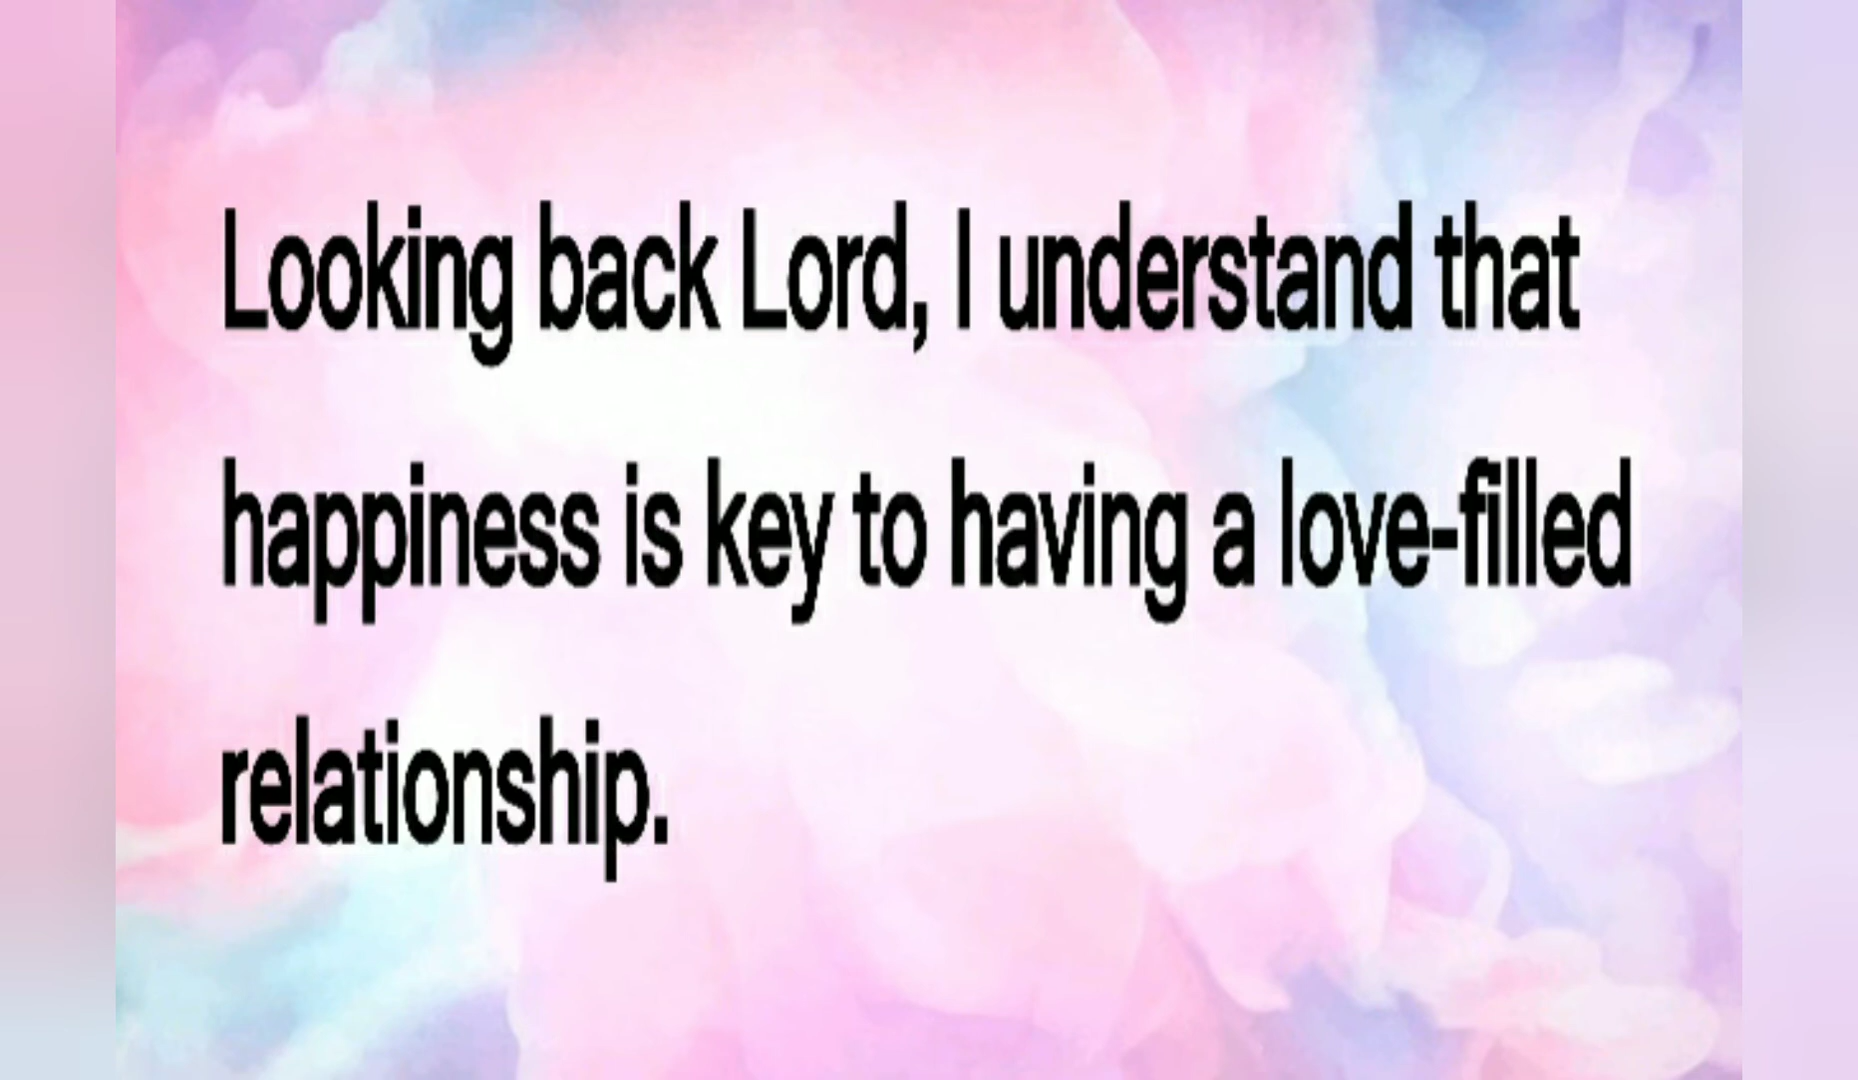 Looking back Lord, I understand that
happiness is key to having a love-filled
relationship.